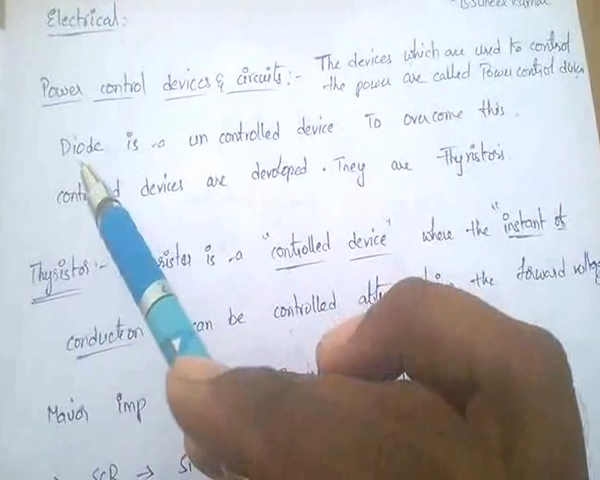 B. Suneel Kumar
Electrical:
Power control devices & circuits:- The devices which are used to control
the power are called Power control devices
Diode is a un controlled device. To overcome this.
devices are developed. They are Thyristors.
Thyristor:- is a "controlled device" where the "instant of
conduction can be controlled the forward voltage
Major imp
→ SCR →